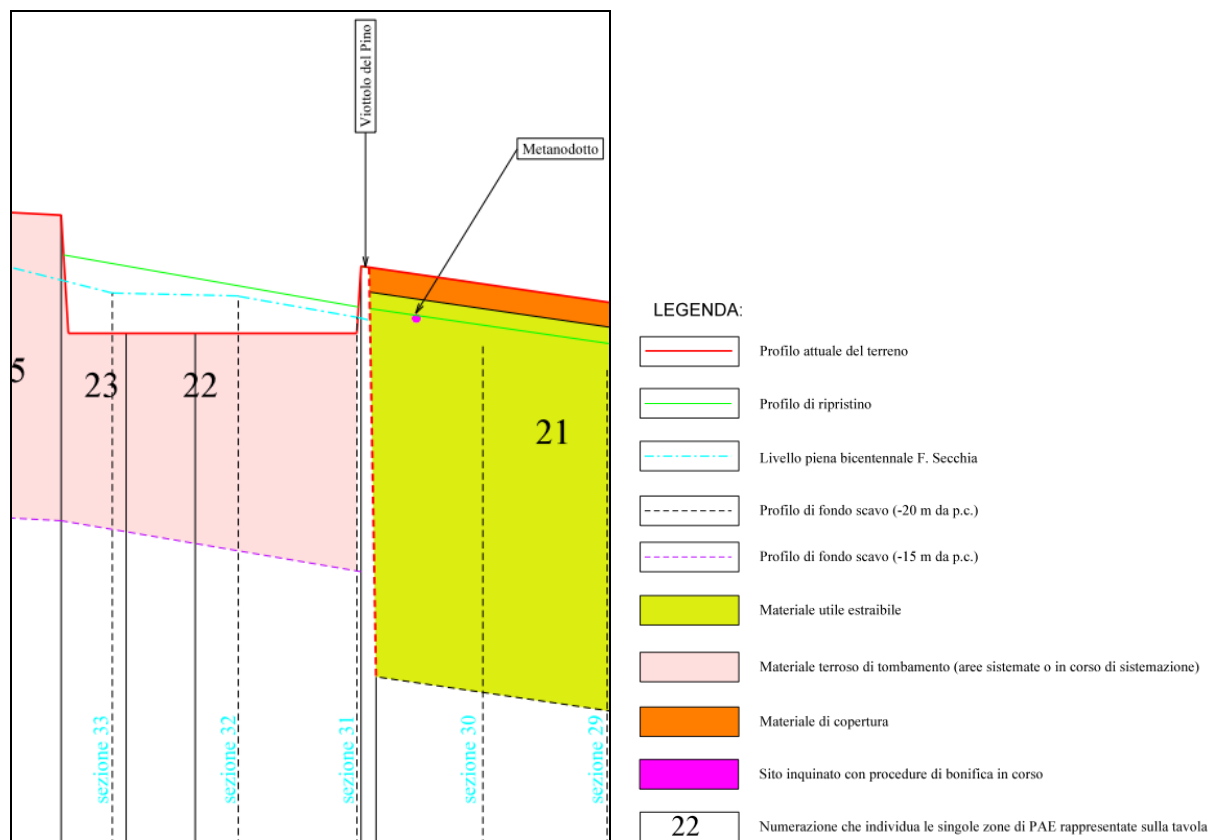 Viottolo del Pino
Metanodotto
5
23
22
21
sezione 33
sezione 32
sezione 31
sezione 30
sezione 29
LEGENDA:
Profilo attuale del terreno
Profilo di ripristino
Livello piena bicentennale F. Secchia
Profilo di fondo scavo (-20 m da p.c.)
Profilo di fondo scavo (-15 m da p.c.)
Materiale utile estraibile
Materiale terroso di tombamento (aree sistemate o in corso di sistemazione)
Materiale di copertura
Sito inquinato con procedure di bonifica in corso
22 Numerazione che individua le singole zone di PAE rappresentate sulla tavola